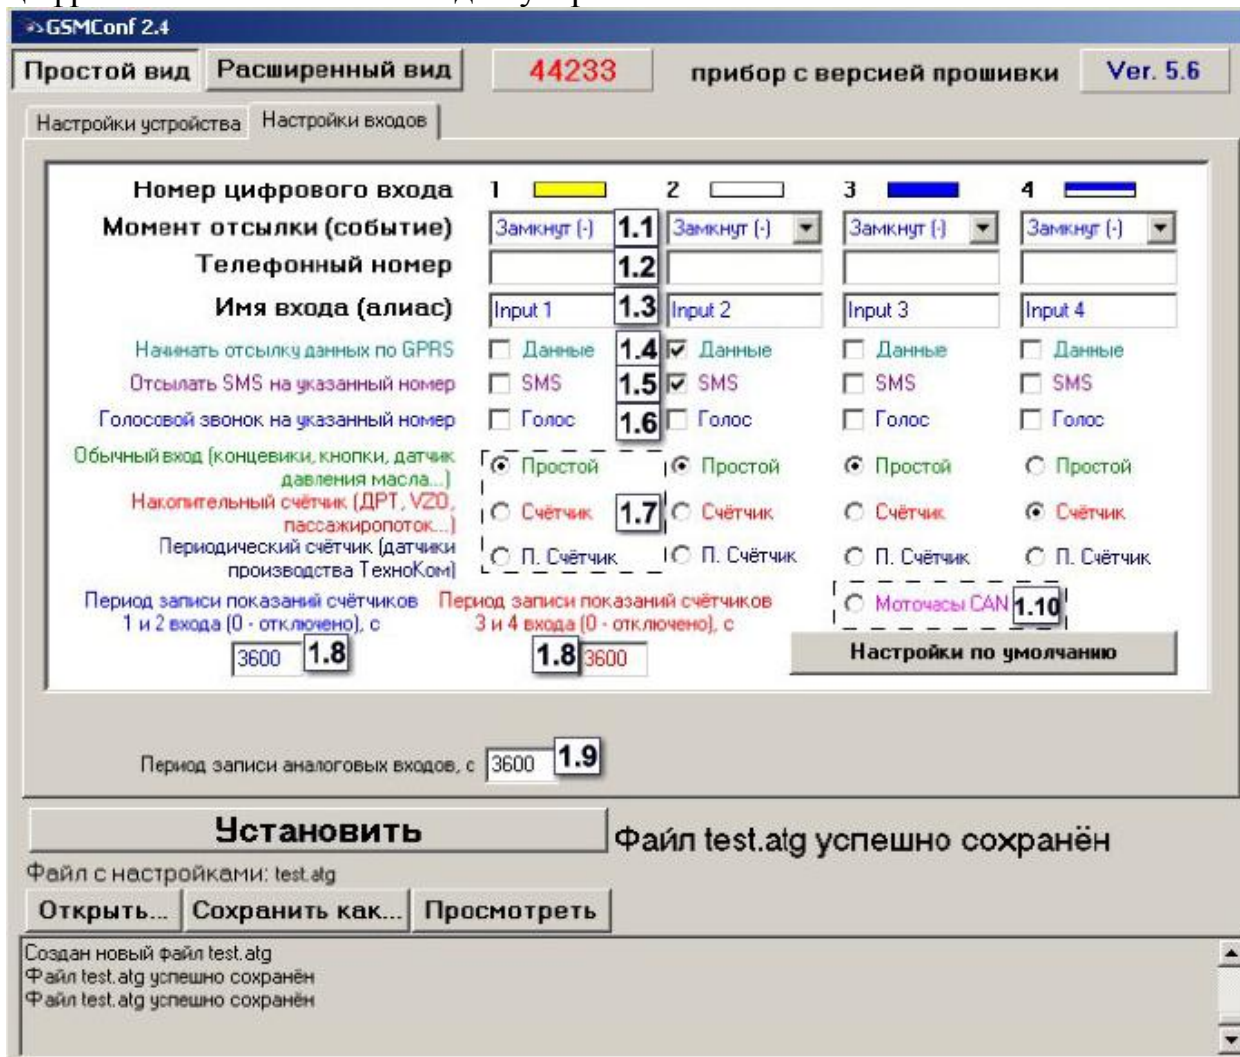 GSMConf 2.4
Простой вид Расширенный вид 44233 прибор с версией прошивки Ver. 5.6
Настройки устройства Настройки входов
Номер цифрового входа 1 2 3 4
Момент отсылки (событие) Замкнут (-) 1.1 Замкнут (-) Замкнут (-) Замкнут (-)
Телефонный номер 1.2
Имя входа (алиас) Input 1 1.3 Input 2 Input 3 Input 4
Начинать отсылку данных по GPRS Данные 1.4 Данные Данные Данные
Отсылать SMS на указанный номер SMS 1.5 SMS SMS SMS
Голосовой звонок на указанный номер Голос 1.6 Голос Голос Голос
Обычный вход (концевики, кнопки, датчик
давления масла...) Простой Простой Простой Простой
Накопительный счётчик (ДРТ, VZO,
пассажиропоток...) Счётчик 1.7 Счётчик Счётчик Счётчик
Периодический счётчик (датчики
производства ТехноКом) П. Счётчик П. Счётчик П. Счётчик П. Счётчик
Период записи показаний счётчиков Период записи показаний счётчиков Моточасы CAN 1.10
1 и 2 входа (0 - отключено), с 3 и 4 входа (0 - отключено), с
3600 1.8 1.8 3600 Настройки по умолчанию
Период записи аналоговых входов, с 3600 1.9
Установить Файл test.atg успешно сохранён
Файл с настройками: test.atg
Открыть... Сохранить как... Просмотреть
Создан новый файл test.atg
Файл test.atg успешно сохранён
Файл test.atg успешно сохранён